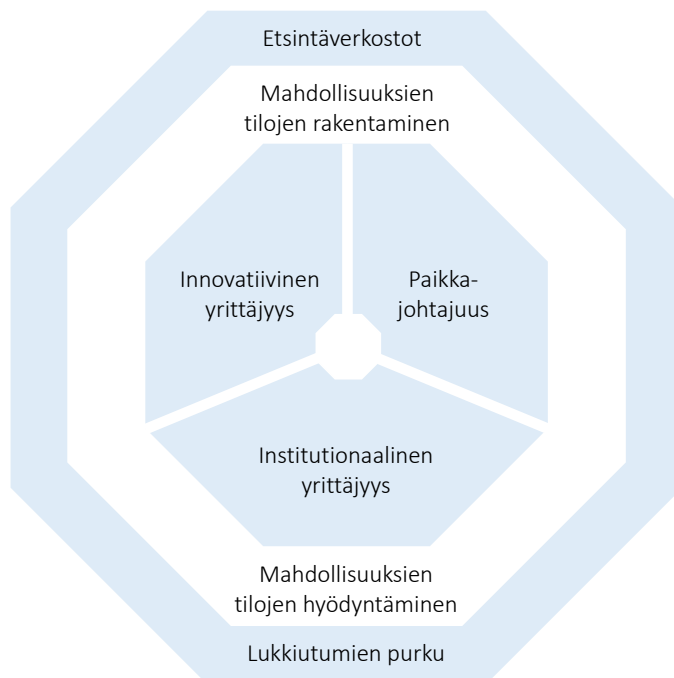 Etsintäverkostot
Mahdollisuuksien
tilojen rakentaminen
Innovatiivinen
yrittäjyys
Paikka-
johtajuus
Institutionaalinen
yrittäjyys
Mahdollisuuksien
tilojen hyödyntäminen
Lukkiutumien purku